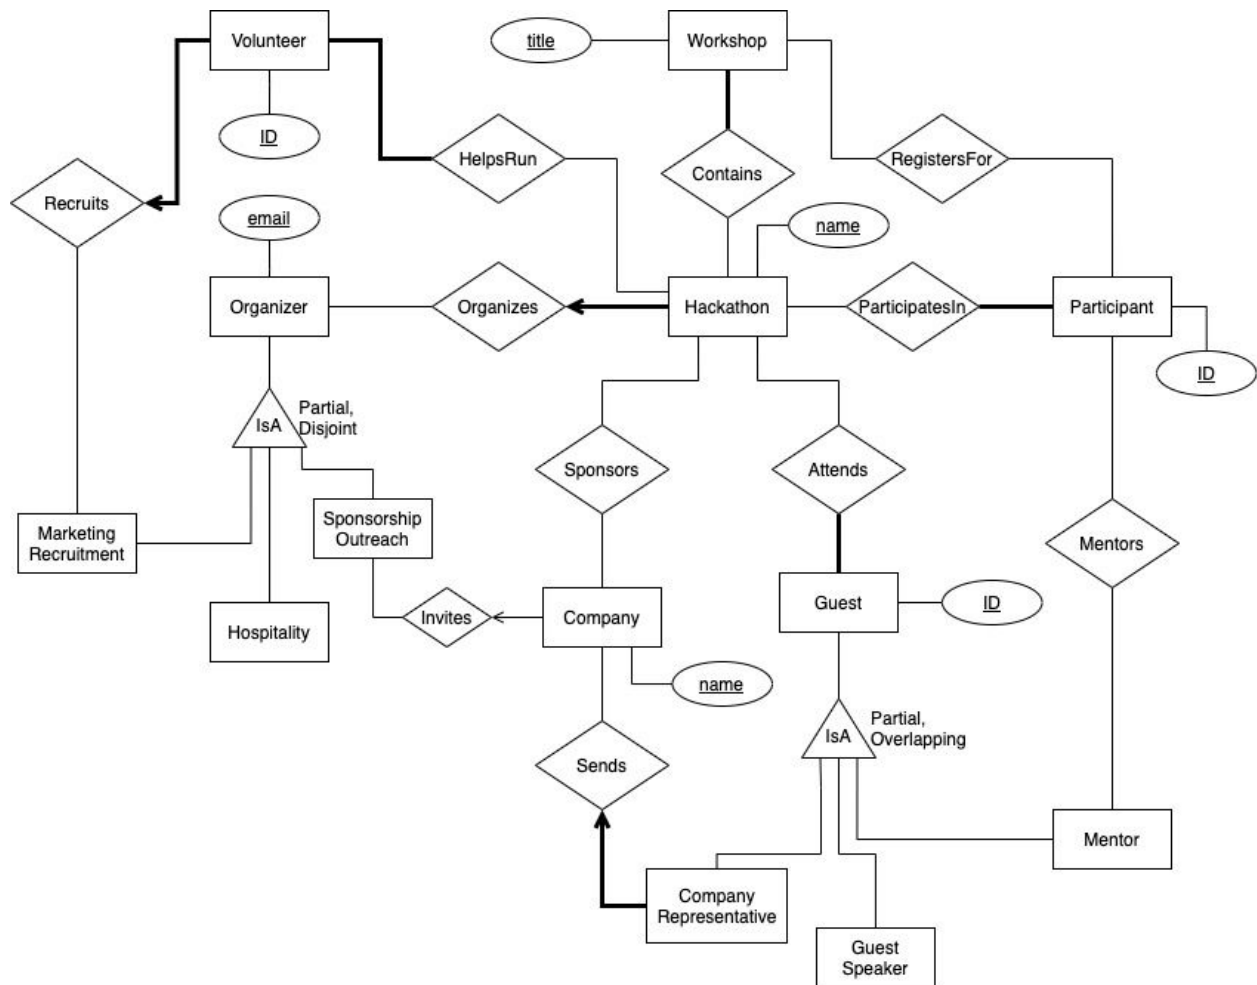 Volunteer
title
Workshop
ID
HelpsRun
RegistersFor
Contains
Recruits
email
name
Organizer
Organizes
Hackathon
ParticipatesIn
Participant
ID
IsA
Partial,
Disjoint
Sponsors
Attends
Marketing
Recruitment
Sponsorship
Outreach
Mentors
Hospitality
Invites
Company
Guest
ID
name
IsA
Partial,
Overlapping
Sends
Mentor
Company
Representative
Guest
Speaker